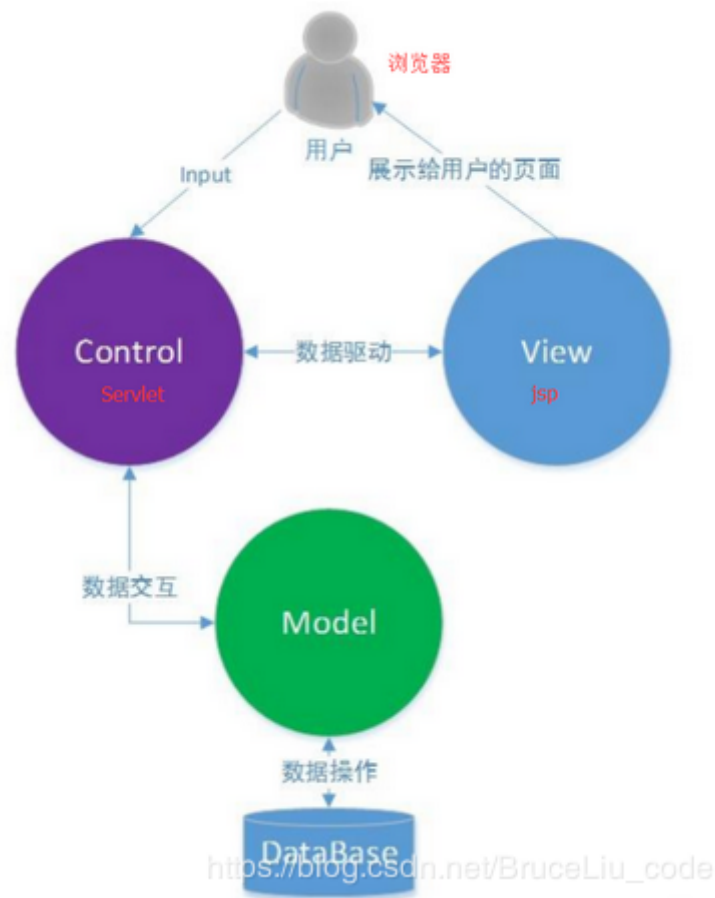 浏览器
用户
Input
展示给用户的页面
Control
Servlet
数据驱动
View
jsp
数据交互
Model
数据操作
DataBase
https://blog.csdn.net/BruceLiu_code